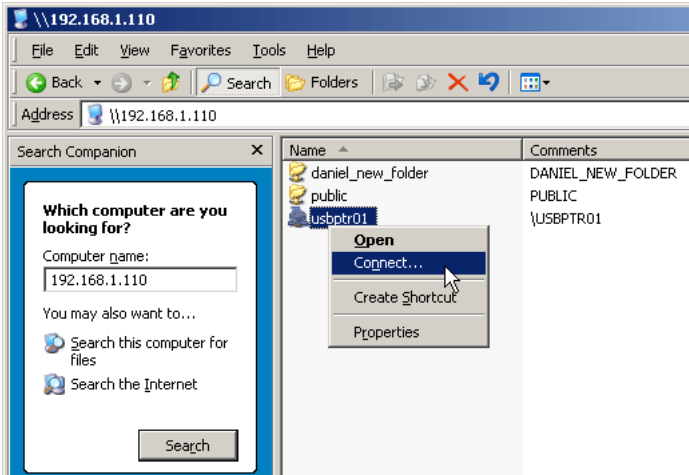 \\192.168.1.110
File Edit View Favorites Tools Help
Back Search Folders
Address \\192.168.1.110
Search Companion
Which computer are you
looking for?
Computer name:
192.168.1.110
You may also want to...
Search this computer for
files
Search the Internet
Search
Name Comments
daniel_new_folder DANIEL_NEW_FOLDER
public PUBLIC
usbptr01 \USBPTR01
Open
Connect...
Create Shortcut
Properties